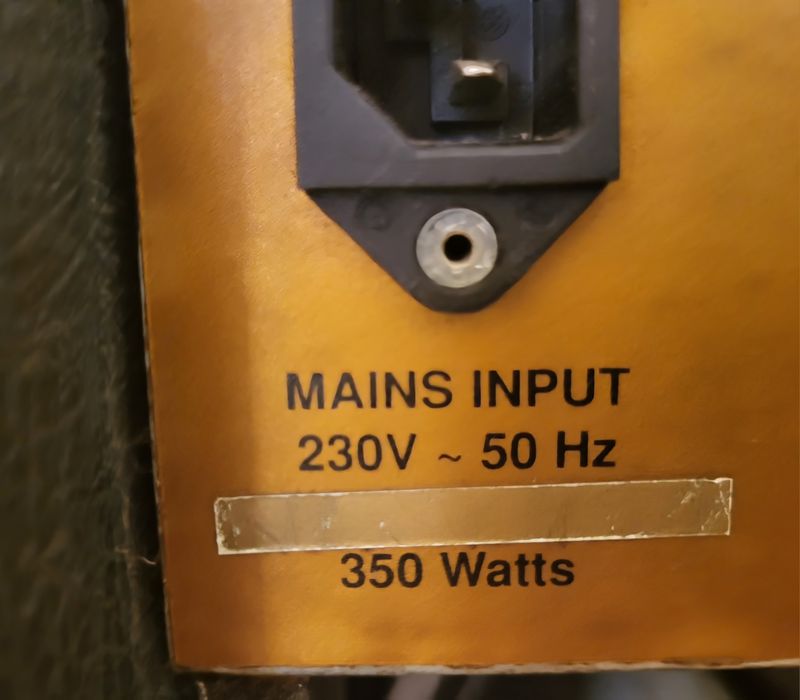 MAINS INPUT
230V ~ 50 Hz
350 Watts